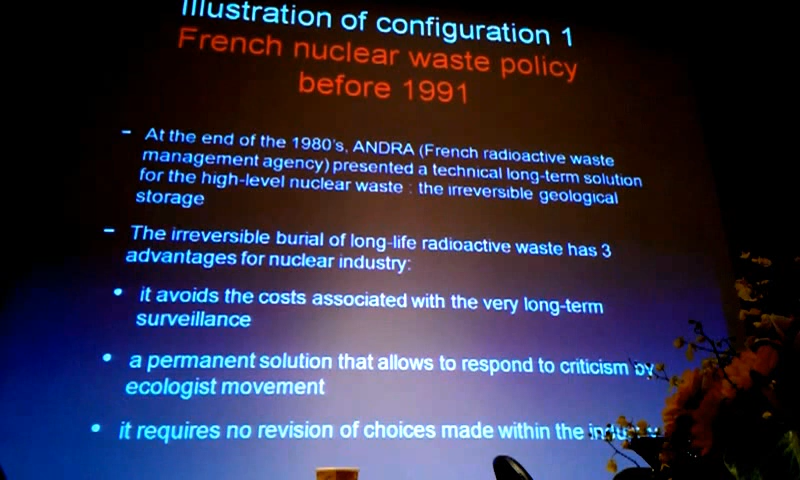 Illustration of configuration 1
French nuclear waste policy
before 1991
– At the end of the 1980's, ANDRA (French radioactive waste
management agency) presented a technical long-term solution
for the high-level nuclear waste : the irreversible geological
storage
– The irreversible burial of long-life radioactive waste has 3
advantages for nuclear industry:
• it avoids the costs associated with the very long-term
surveillance
• a permanent solution that allows to respond to criticism by
ecologist movement
• it requires no revision of choices made within the industry